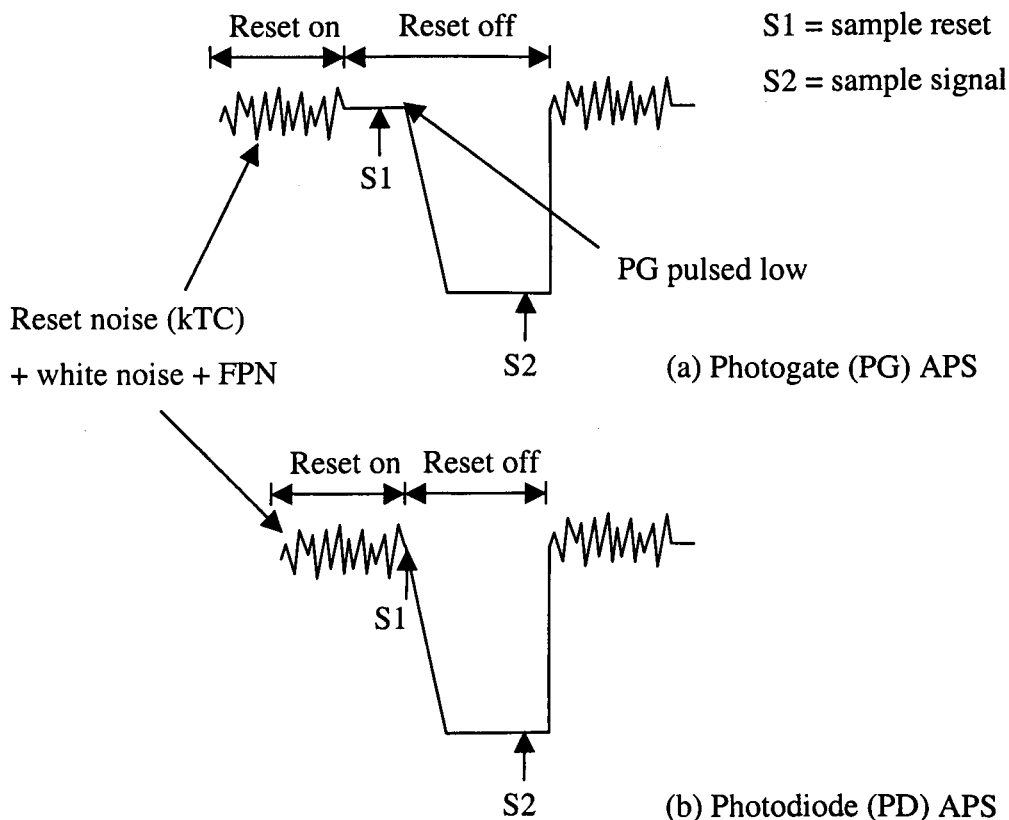 Reset on
Reset off
S1 = sample reset
S2 = sample signal
S1
PG pulsed low
Reset noise (kTC)
+ white noise + FPN
S2
(a) Photogate (PG) APS
Reset on
Reset off
S1
S2
(b) Photodiode (PD) APS